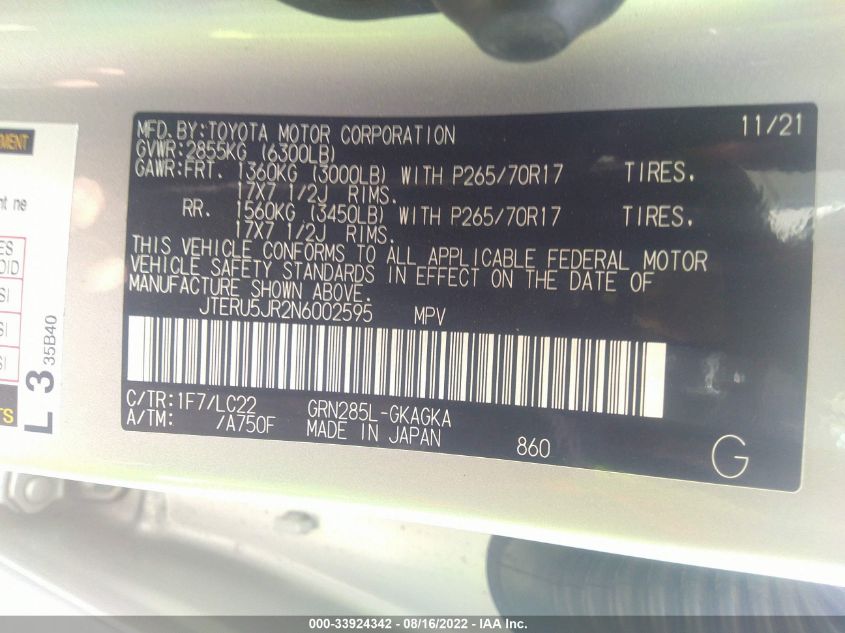 MFD.BY:TOYOTA MOTOR CORPORATION 11/21
GVWR:2855KG (6300LB)
GAWR:FRT. 1360KG (3000LB) WITH P265/70R17 TIRES,
17X7 1/2J RIMS.
RR. 1560KG (3450LB) WITH P265/70R17 TIRES,
17X7 1/2J RIMS.
THIS VEHICLE CONFORMS TO ALL APPLICABLE FEDERAL MOTOR
VEHICLE SAFETY STANDARDS IN EFFECT ON THE DATE OF
MANUFACTURE SHOWN ABOVE.
JTERU5JR2N6002595 MPV
C/TR:1F7/LC22 GRN285L-GKAGKA
A/TM: /A750F MADE IN JAPAN 860
G
L 3 35B40
000-33924342 - 08/16/2022 - IAA Inc.